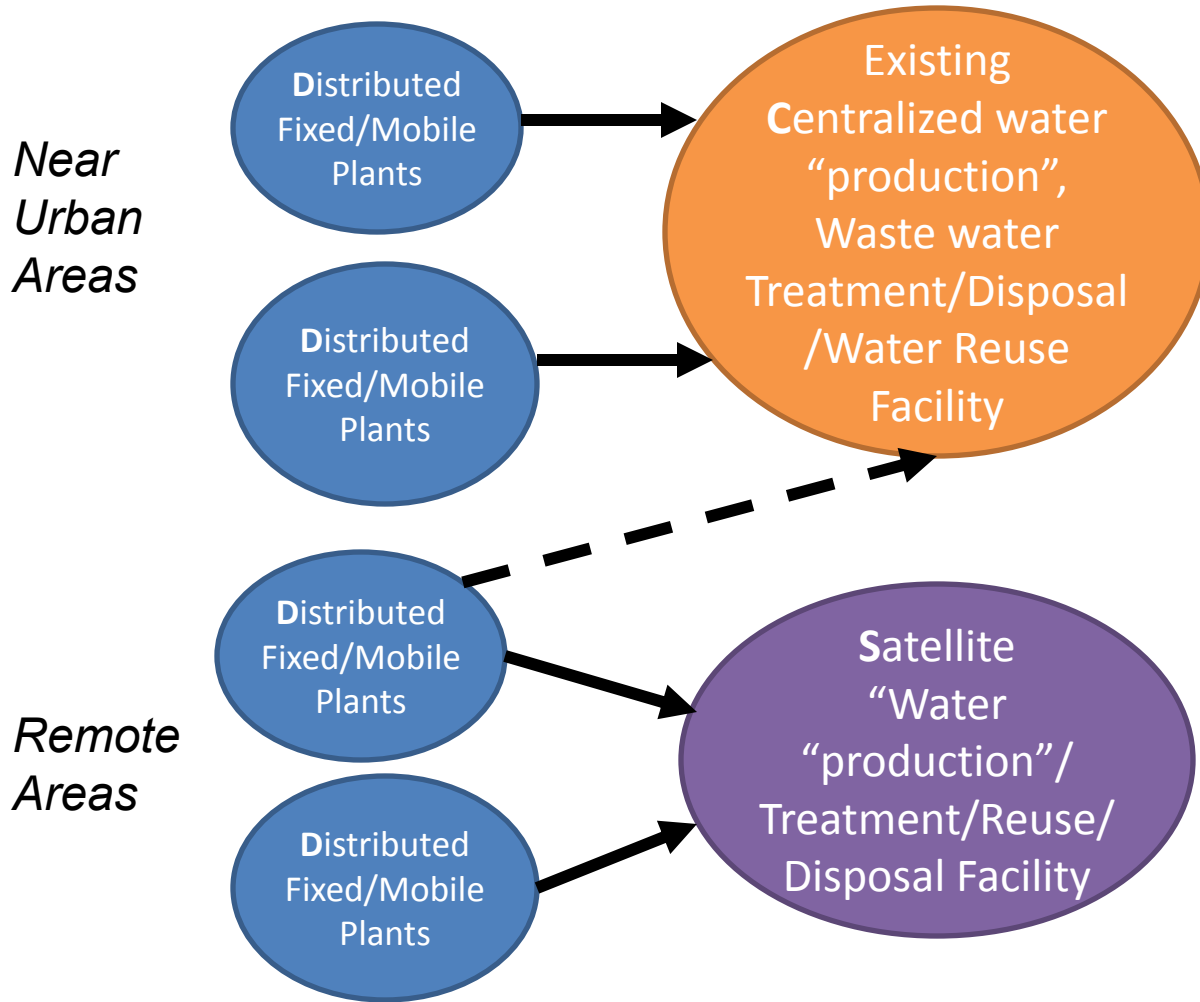 Near
Urban
Areas
Distributed
Fixed/Mobile
Plants
Distributed
Fixed/Mobile
Plants
Existing
Centralized water
“production”,
Waste water
Treatment/Disposal
/Water Reuse
Facility
Remote
Areas
Distributed
Fixed/Mobile
Plants
Distributed
Fixed/Mobile
Plants
Satellite
“Water
“production”/
Treatment/Reuse/
Disposal Facility